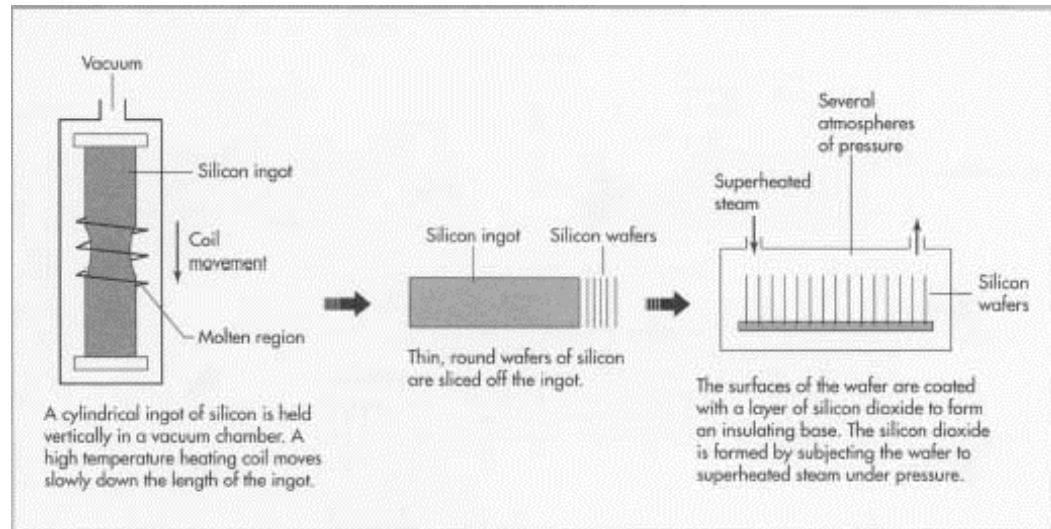 Vacuum
Silicon ingot
Coil
movement
Molten region
A cylindrical ingot of silicon is held
vertically in a vacuum chamber. A
high temperature heating coil moves
slowly down the length of the ingot.
Silicon ingot
Silicon wafers
Thin, round wafers of silicon
are sliced off the ingot.
Several
atmospheres
of pressure
Superheated
steam
Silicon
wafers
The surfaces of the wafer are coated
with a layer of silicon dioxide to form
an insulating base. The silicon dioxide
is formed by subjecting the wafer to
superheated steam under pressure.